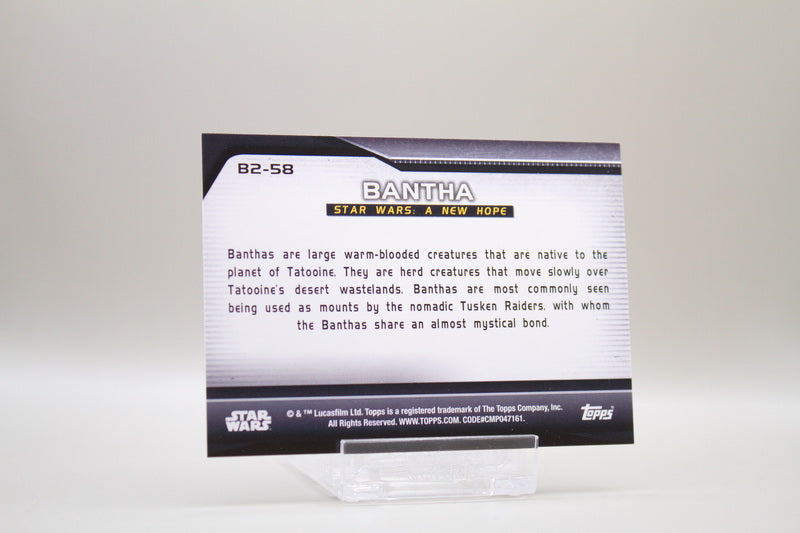 B2-58
BANTHA
STAR WARS: A NEW HOPE
Banthas are large warm-blooded creatures that are native to the
planet of Tatooine. They are herd creatures that move slowly over
Tatooine's desert wastelands. Banthas are most commonly seen
being used as mounts by the nomadic Tusken Raiders, with whom
the Banthas share an almost mystical bond.
STAR
WARS
© & ™ Lucasfilm Ltd. Topps is a registered trademark of The Topps Company, Inc.
All Rights Reserved. WWW.TOPPS.COM. CODE#CMP047161.
topps